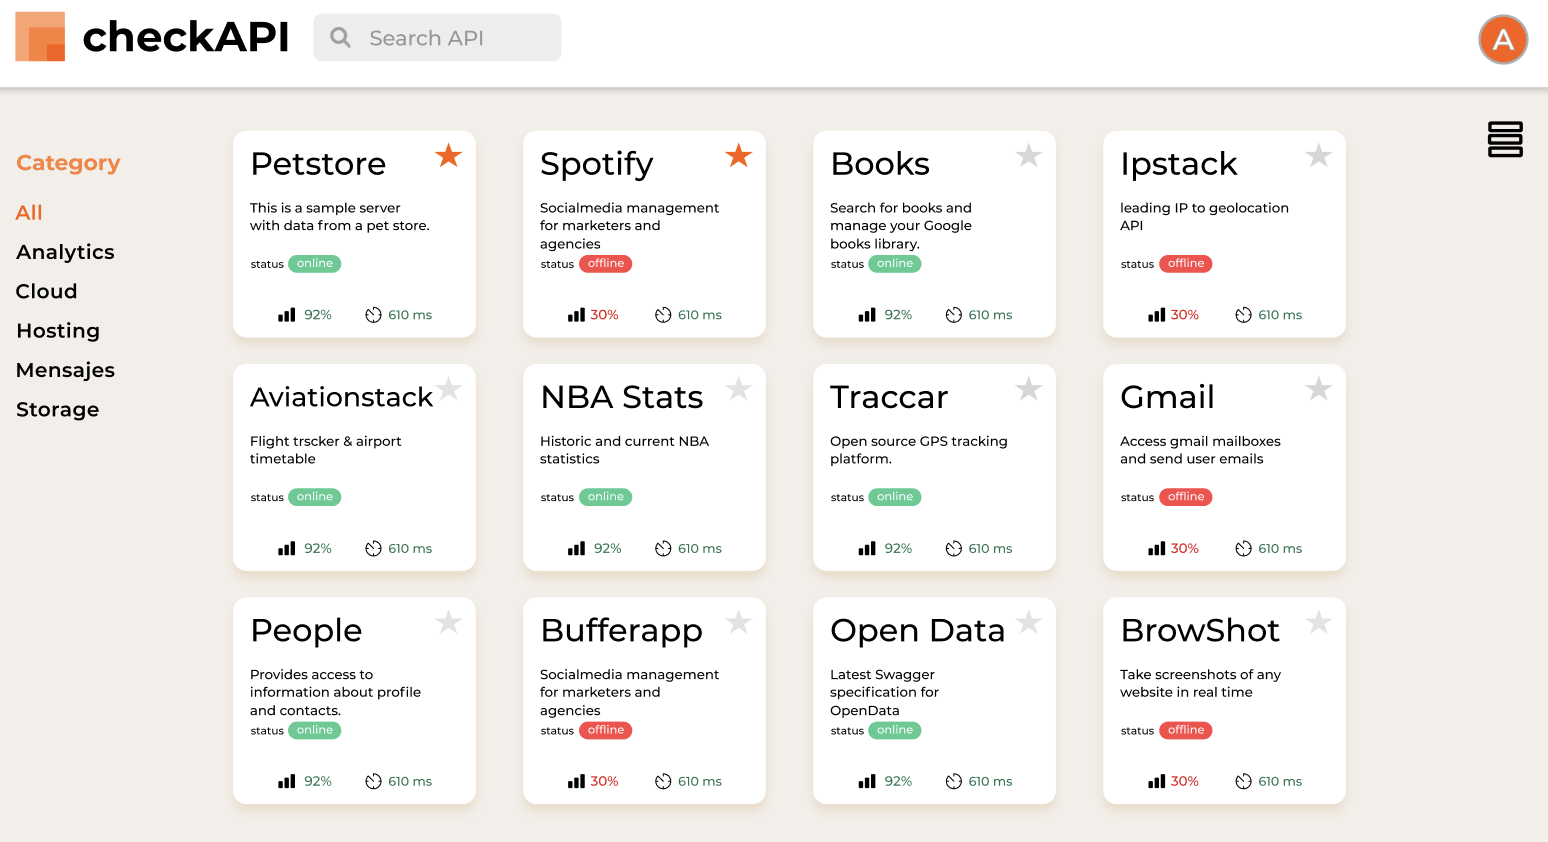 checkAPI
Search API
A
Category
All
Analytics
Cloud
Hosting
Mensajes
Storage
Petstore
This is a sample server
with data from a pet store.
status online
92% 610 ms
Spotify
Socialmedia management
for marketers and
agencies
status offline
30% 610 ms
Books
Search for books and
manage your Google
books library.
status online
92% 610 ms
Ipstack
leading IP to geolocation
API
status offline
30% 610 ms
Aviationstack
Flight trscker & airport
timetable
status online
92% 610 ms
NBA Stats
Historic and current NBA
statistics
status online
92% 610 ms
Traccar
Open source GPS tracking
platform.
status online
92% 610 ms
Gmail
Access gmail mailboxes
and send user emails
status offline
30% 610 ms
People
Provides access to
information about profile
and contacts.
status online
92% 610 ms
Bufferapp
Socialmedia management
for marketers and
agencies
status offline
30% 610 ms
Open Data
Latest Swagger
specification for
OpenData
status online
92% 610 ms
BrowShot
Take screenshots of any
website in real time
status offline
30% 610 ms